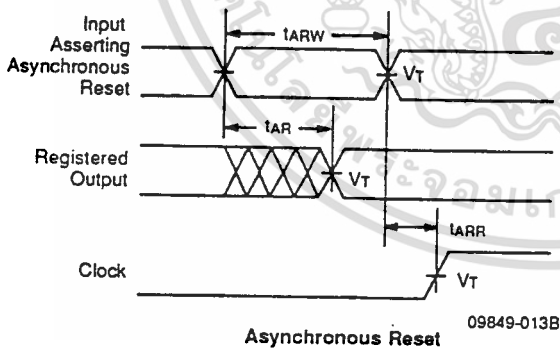 Input
Asserting
Asynchronous
Reset
tARW
VT
tAR
Registered
Output
VT
tARR
Clock
VT
09849-013B
Asynchronous Reset